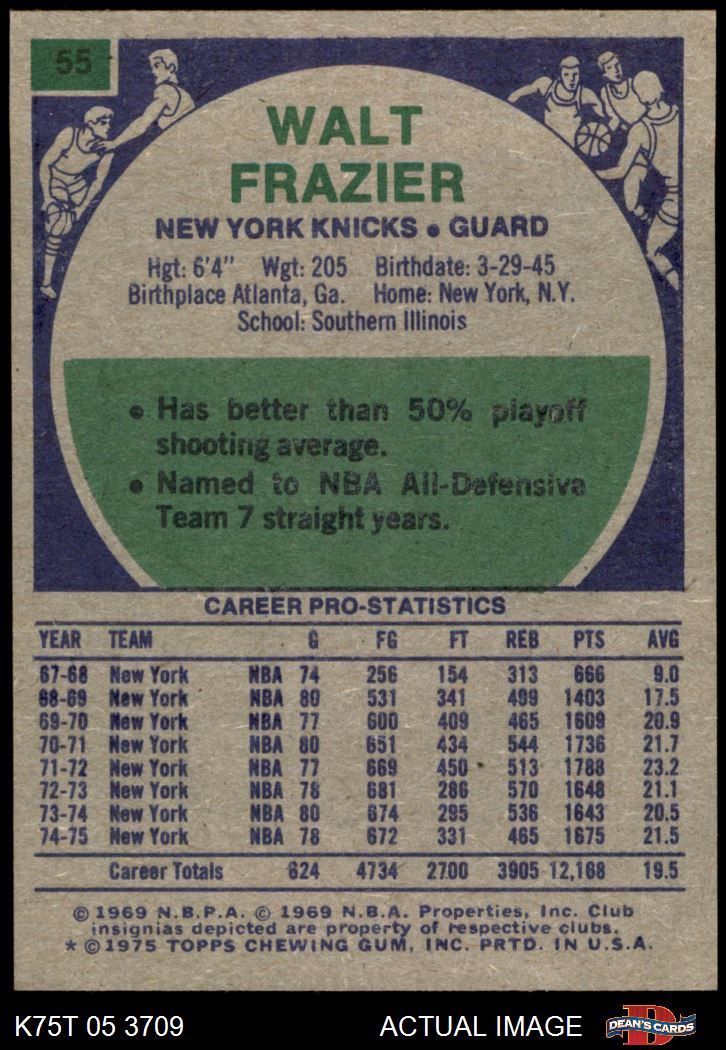 55
WALT
FRAZIER
NEW YORK KNICKS • GUARD
Hgt: 6'4" Wgt: 205 Birthdate: 3-29-45
Birthplace Atlanta, Ga. Home: New York, N.Y.
School: Southern Illinois
• Has better than 50% playoff
shooting average.
• Named to NBA All-Defensive
Team 7 straight years.
CAREER PRO-STATISTICS
YEAR TEAM G FG FT REB PTS AVG
67-68 New York NBA 74 256 154 313 666 9.0
68-69 New York NBA 80 531 341 499 1403 17.5
69-70 New York NBA 77 600 409 465 1609 20.9
70-71 New York NBA 80 651 434 544 1736 21.7
71-72 New York NBA 77 669 450 513 1788 23.2
72-73 New York NBA 78 681 286 570 1648 21.1
73-74 New York NBA 80 674 295 536 1643 20.5
74-75 New York NBA 78 672 331 465 1675 21.5
Career Totals 624 4734 2700 3905 12,168 19.5
© 1969 N.B.P.A. © 1969 N.B.A. Properties, Inc. Club
insignias depicted are property of respective clubs.
* © 1975 TOPPS CHEWING GUM, INC. PRTD. IN U.S.A.
K75T 05 3709 ACTUAL IMAGE D DEAN'S CARDS